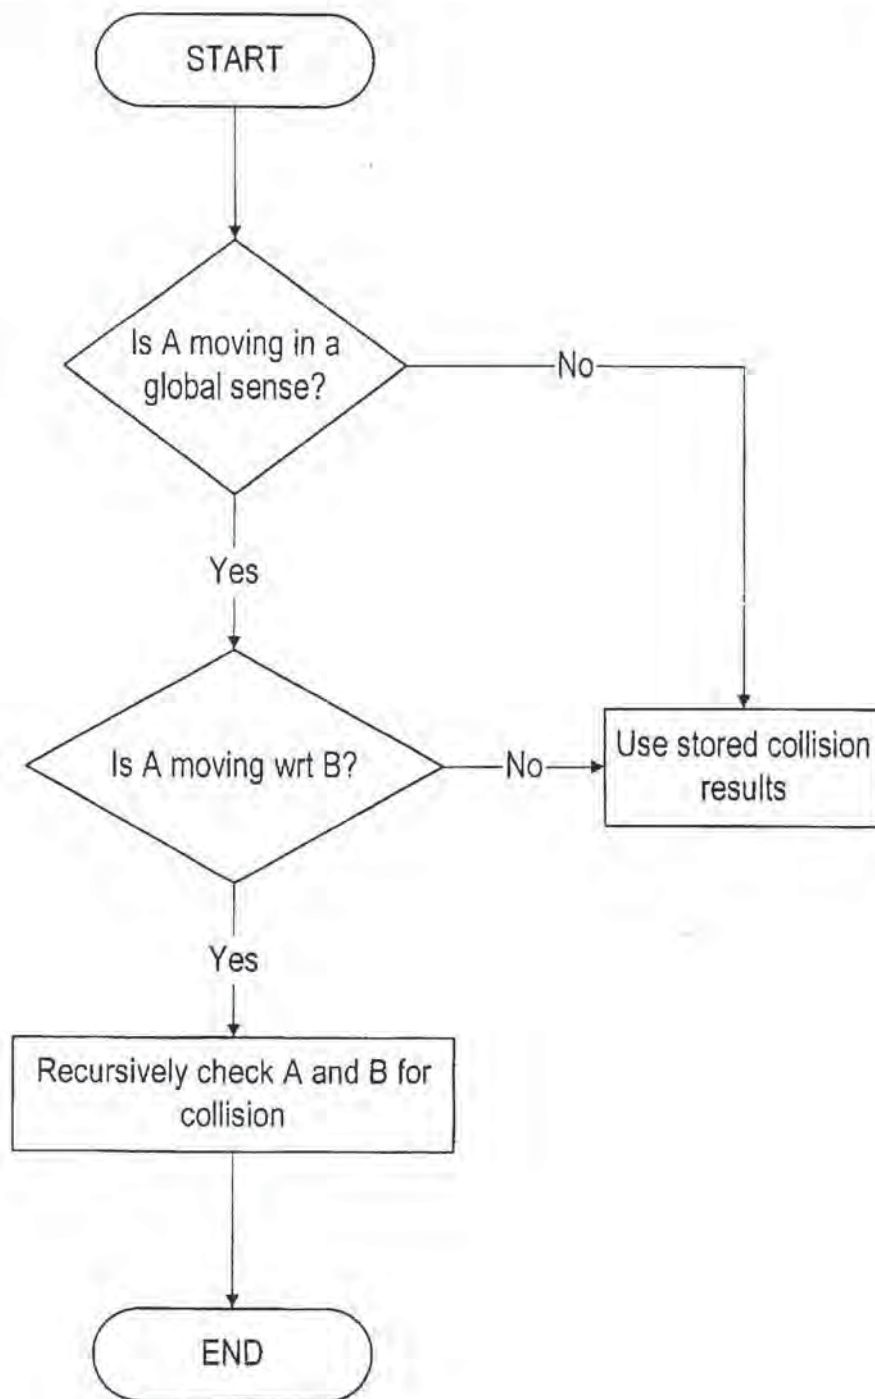 START
Is A moving in a
global sense?
No
Yes
Is A moving wrt B?
No
Use stored collision
results
Yes
Recursively check A and B for
collision
END